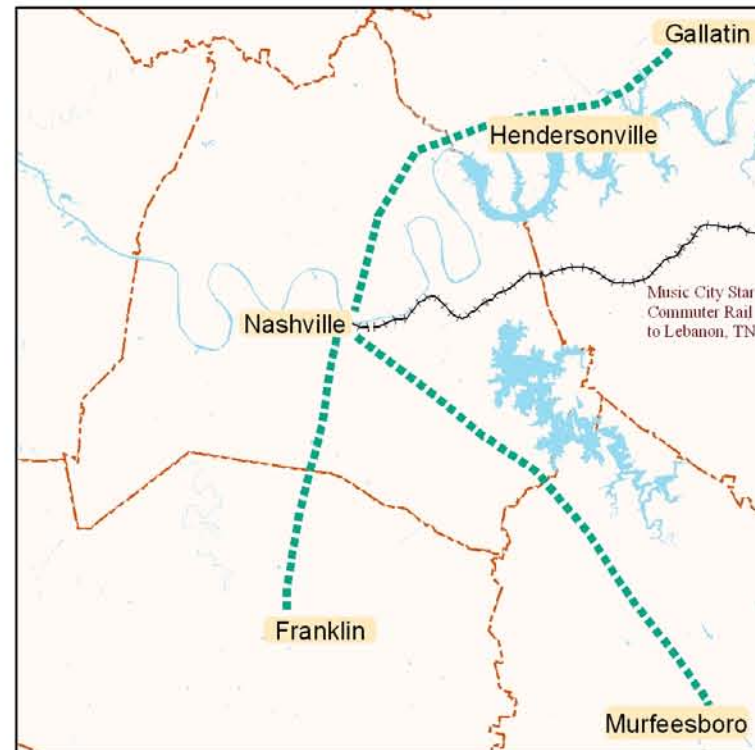 Gallatin
Hendersonville
Music City Star
Commuter Rail
to Lebanon, TN
Nashville
Franklin
Murfeesboro